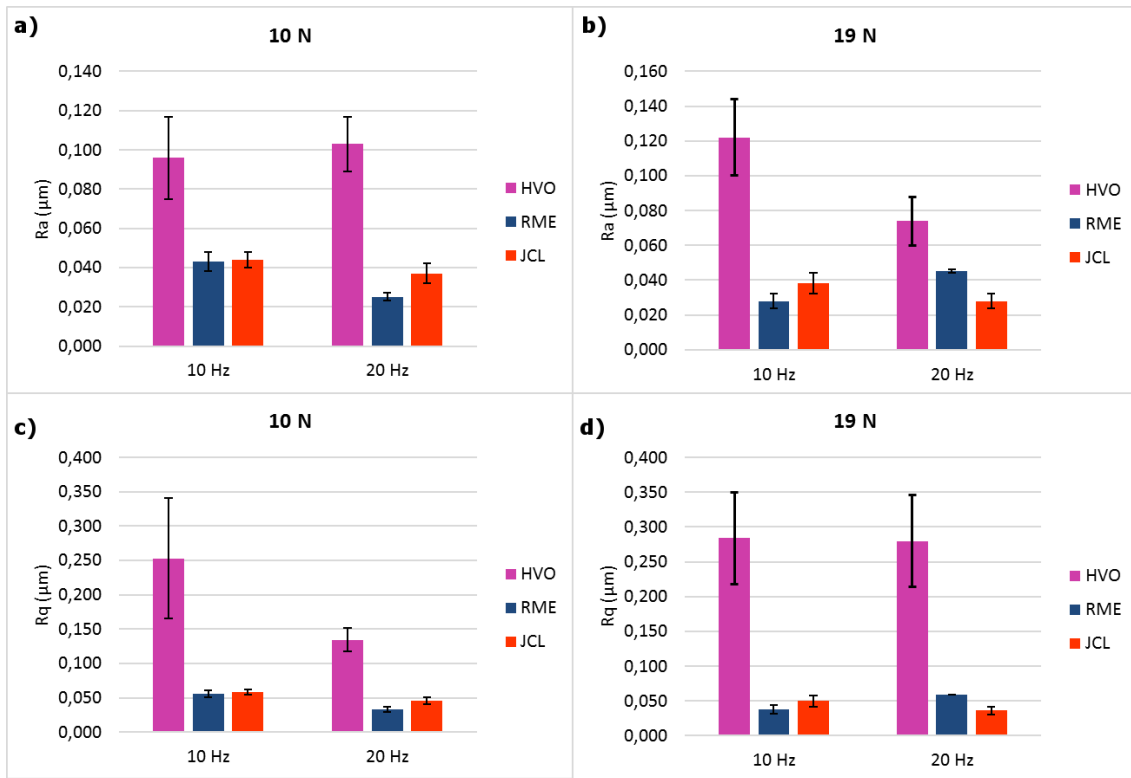 a)
10 N
Ra (µm)
0,140
0,120
0,100
0,080
0,060
0,040
0,020
0,000
10 Hz
20 Hz
HVO
RME
JCL
b)
19 N
Ra (µm)
0,160
0,140
0,120
0,100
0,080
0,060
0,040
0,020
0,000
10 Hz
20 Hz
HVO
RME
JCL
c)
10 N
Rq (µm)
0,400
0,350
0,300
0,250
0,200
0,150
0,100
0,050
0,000
10 Hz
20 Hz
HVO
RME
JCL
d)
19 N
Rq (µm)
0,400
0,350
0,300
0,250
0,200
0,150
0,100
0,050
0,000
10 Hz
20 Hz
HVO
RME
JCL